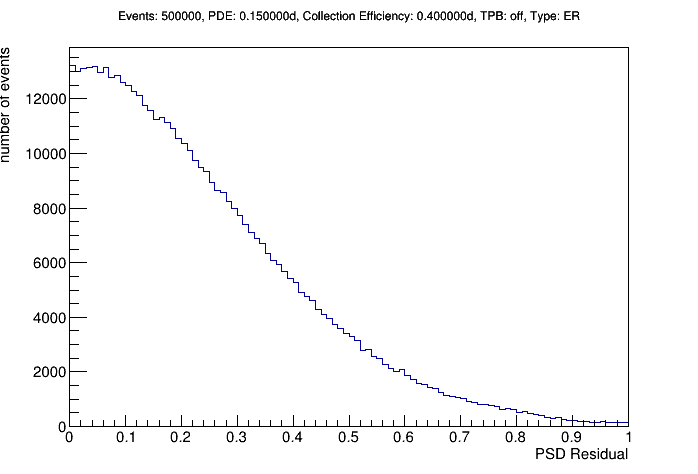 Events: 500000, PDE: 0.150000d, Collection Efficiency: 0.400000d, TPB: off, Type: ER
number of events
12000
10000
8000
6000
4000
2000
0
0 0.1 0.2 0.3 0.4 0.5 0.6 0.7 0.8 0.9 1
PSD Residual